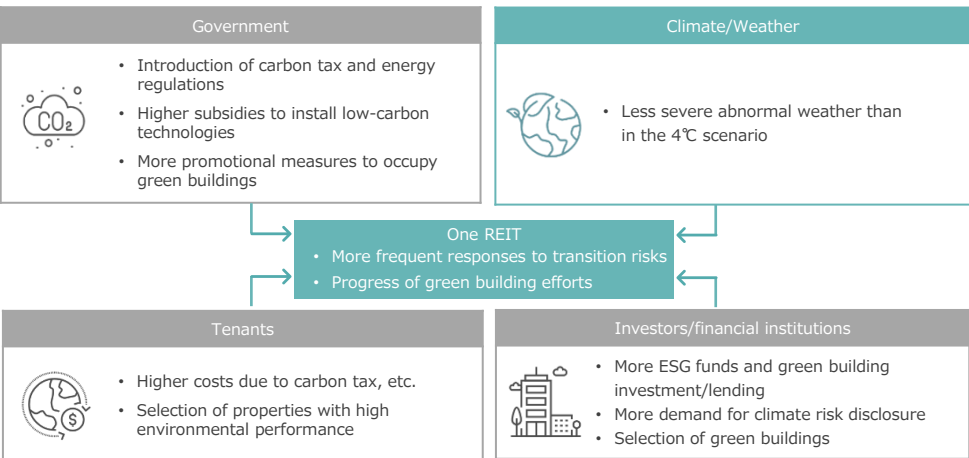 Government
• Introduction of carbon tax and energy
regulations
• Higher subsidies to install low-carbon
technologies
• More promotional measures to occupy
green buildings
CO₂
Climate/Weather
• Less severe abnormal weather than
in the 4℃ scenario
One REIT
• More frequent responses to transition risks
• Progress of green building efforts
Tenants
$
• Higher costs due to carbon tax, etc.
• Selection of properties with high
environmental performance
Investors/financial institutions
• More ESG funds and green building
investment/lending
• More demand for climate risk disclosure
• Selection of green buildings